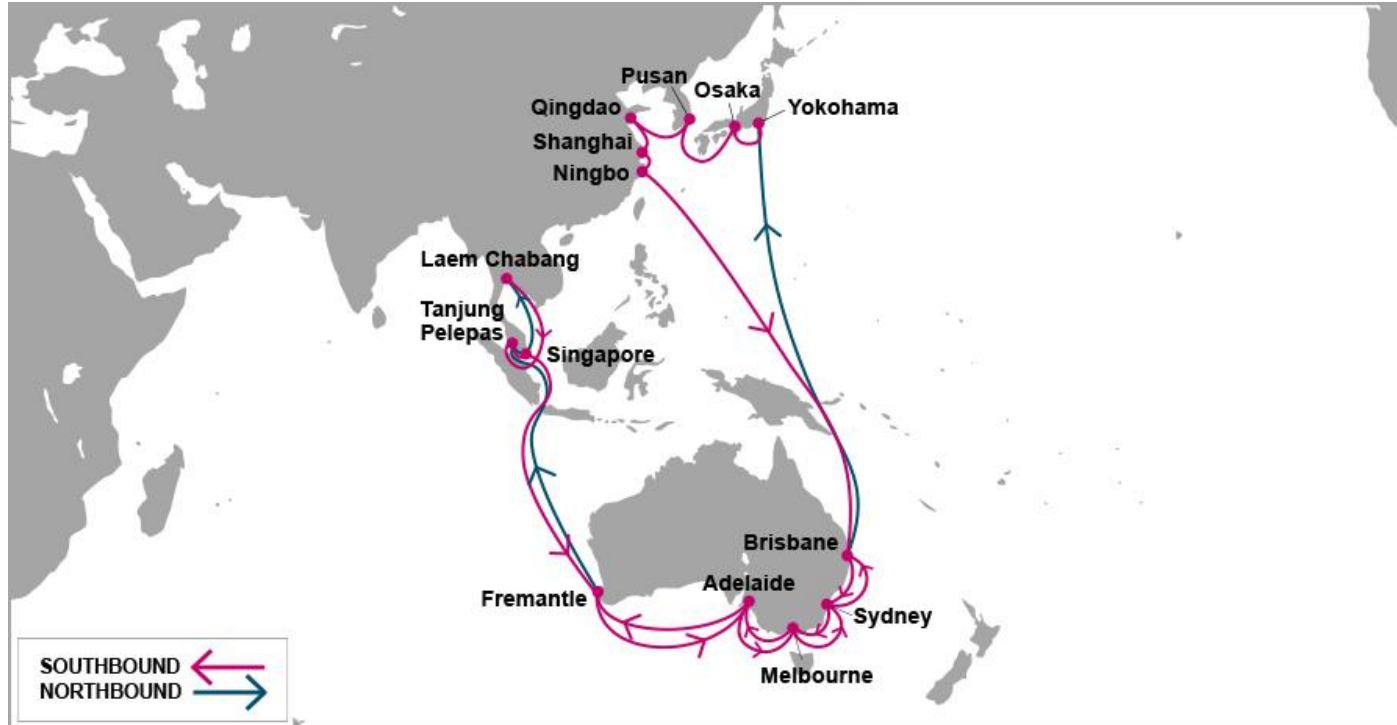 Pusan
Osaka
Qingdao
Yokohama
Shanghai
Ningbo
Laem Chabang
Tanjung
Pelepas
Singapore
Brisbane
Adelaide
Fremantle
Sydney
Melbourne
SOUTHBOUND
NORTHBOUND